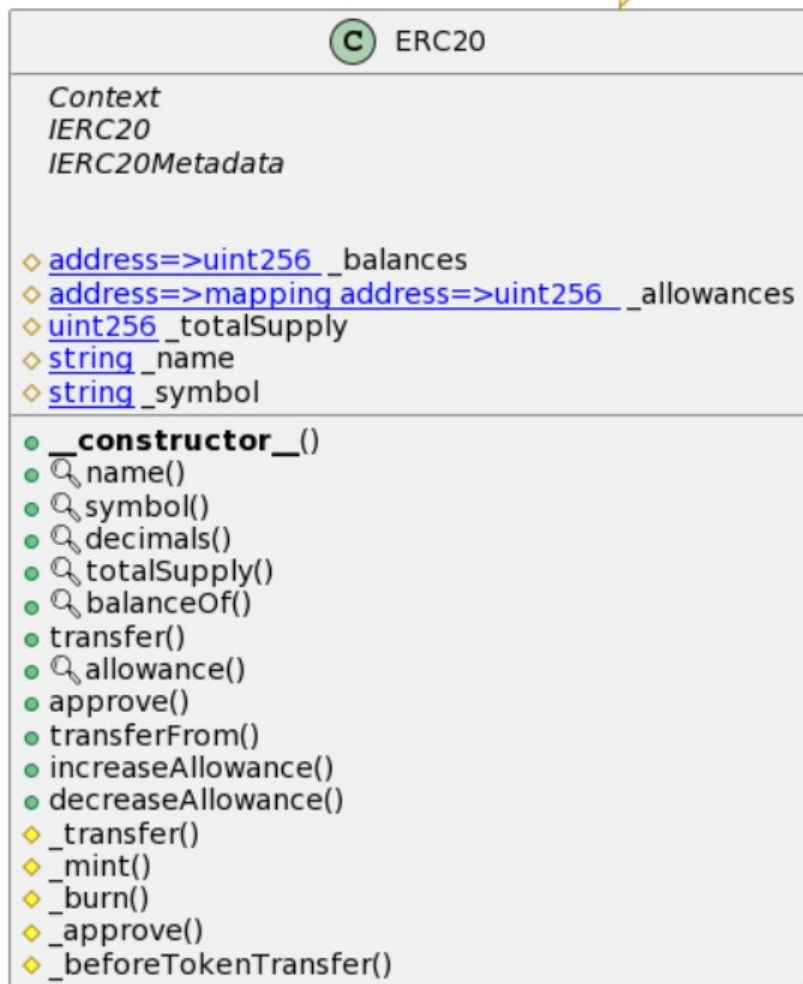 C ERC20
Context
IERC20
IERC20Metadata
address=>uint256 _balances
address=>mapping address=>uint256 _allowances
uint256 _totalSupply
string _name
string _symbol
__constructor__()
name()
symbol()
decimals()
totalSupply()
balanceOf()
transfer()
allowance()
approve()
transferFrom()
increaseAllowance()
decreaseAllowance()
_transfer()
_mint()
_burn()
_approve()
_beforeTokenTransfer()